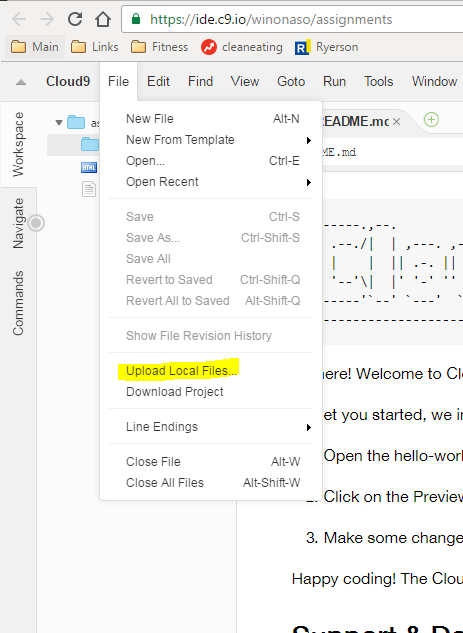 https://ide.c9.io/winonaso/assignments
Main Links Fitness cleaneating Ryerson
Cloud9 File Edit Find View Goto Run Tools Window
Workspace
Navigate
Commands
New File Alt-N
New From Template
Open... Ctrl-E
Open Recent
Save Ctrl-S
Save As... Ctrl-Shift-S
Save All
Revert to Saved Ctrl-Shift-Q
Revert All to Saved Alt-Shift-Q
Show File Revision History
Upload Local Files...
Download Project
Line Endings
Close File Alt-W
Close All Files Alt-Shift-W
as
HTML
README.md
ME.md
here! Welcome to Clo
et you started, we in
Open the hello-worl
2. Click on the Preview
3. Make some change
Happy coding! The Clou
Support & Do